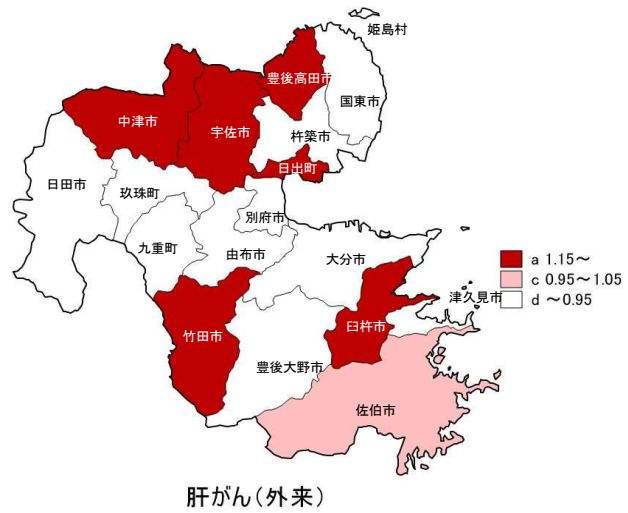 姫島村
豊後高田市
国東市
中津市
宇佐市
杵築市
日出町
日田市
玖珠町
別府市
九重町
由布市
大分市
a 1.15～
c 0.95～1.05
d ～0.95
津久見市
臼杵市
竹田市
豊後大野市
佐伯市
肝がん（外来）